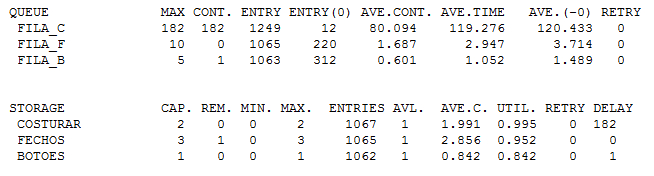 QUEUE MAX CONT. ENTRY ENTRY(0) AVE.CONT. AVE.TIME AVE.(-0) RETRY
FILA_C 182 182 1249 12 80.094 119.276 120.433 0
FILA_F 10 0 1065 220 1.687 2.947 3.714 0
FILA_B 5 1 1063 312 0.601 1.052 1.489 0
STORAGE CAP. REM. MIN. MAX. ENTRIES AVL. AVE.C. UTIL. RETRY DELAY
COSTURAR 2 0 0 2 1067 1 1.991 0.995 0 182
FECHOS 3 1 0 3 1065 1 2.856 0.952 0 0
BOTOES 1 0 0 1 1062 1 0.842 0.842 0 1